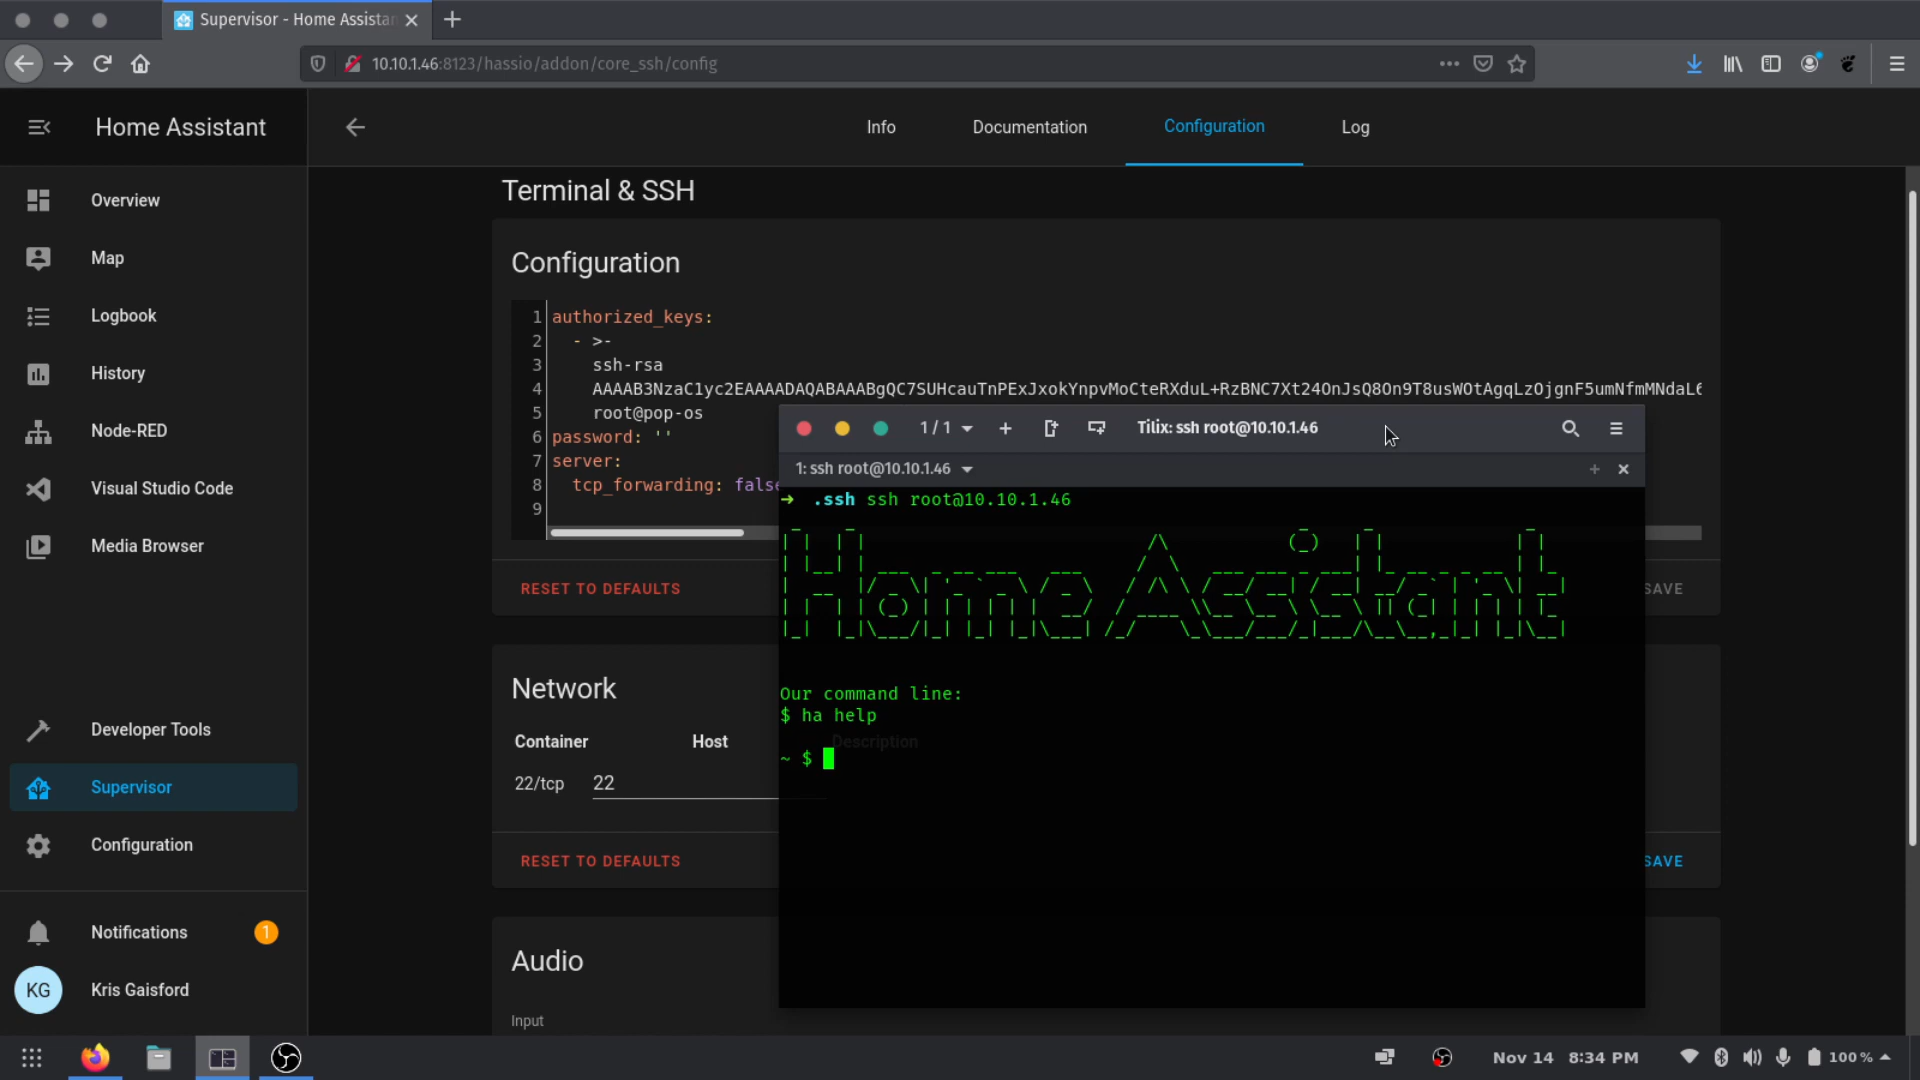 Supervisor - Home Assistan
10.10.1.46:8123/hassio/addon/core_ssh/config
Home Assistant
Info
Documentation
Configuration
Log
Overview
Map
Logbook
History
Node-RED
Visual Studio Code
Media Browser
Developer Tools
Supervisor
Configuration
Notifications
1
KG
Kris Gaisford
Terminal & SSH
Configuration
1 authorized_keys:
2 - >-
3 ssh-rsa
4 AAAAB3NzaC1yc2EAAAADAQABAAABgQC7SUHcauTnPExJxokYnpvMoCteRXduL+RzBNC7Xt24OnJsQ8On9T8usWOtAgqLzOjgnF5umNfmMNdaL6
5 root@pop-os
6 password: ''
7 server:
8 tcp_forwarding: false
9
RESET TO DEFAULTS
SAVE
Network
Container
Host
Description
22/tcp
22
RESET TO DEFAULTS
SAVE
Audio
Input
1 / 1
Tilix: ssh root@10.10.1.46
1: ssh root@10.10.1.46
➜ .ssh ssh root@10.10.1.46
Home Assistant
Our command line:
$ ha help
~ $
Nov 14 8:34 PM
100 %